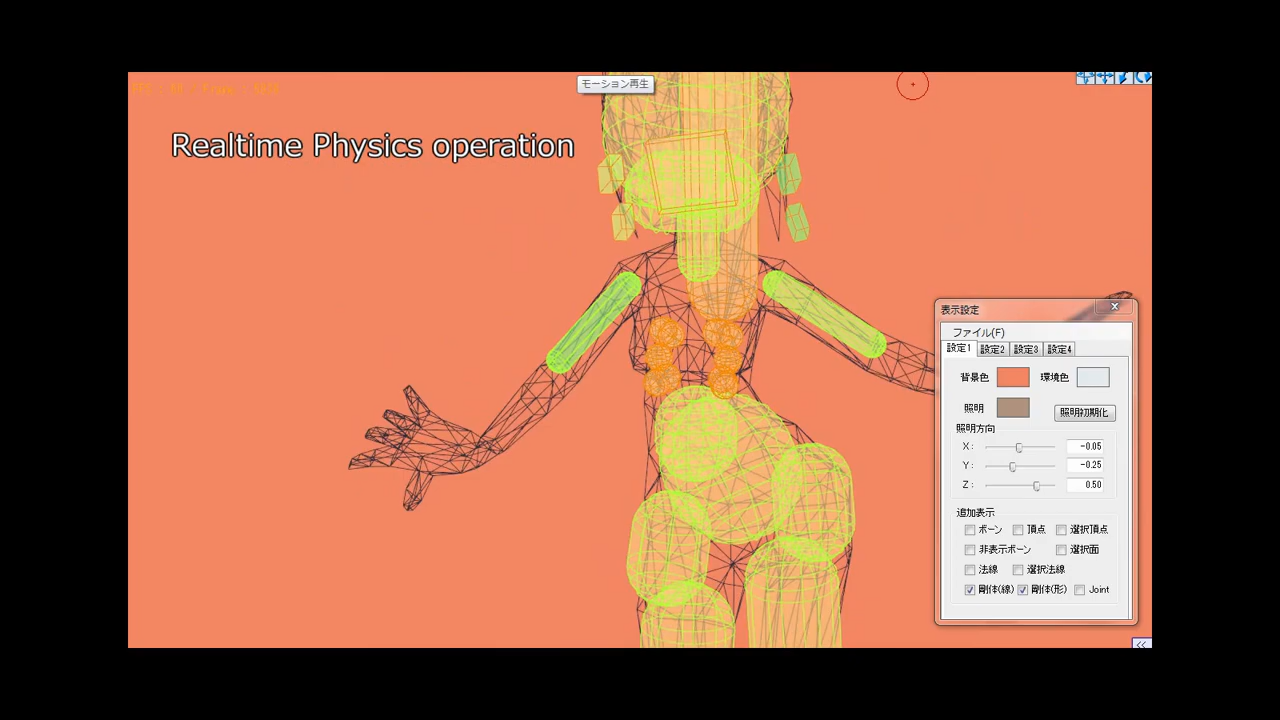 モーション再生
Realtime Physics operation
表示設定
ファイル(F)
設定1 設定2 設定3 設定4
背景色 環境色
照明 照明初期化
照明方向
X: -0.05
Y: -0.25
Z: 0.50
追加表示
ボーン 頂点 選択頂点
非表示ボーン 選択面
法線 選択法線
剛体(線) 剛体(形) Joint
<<